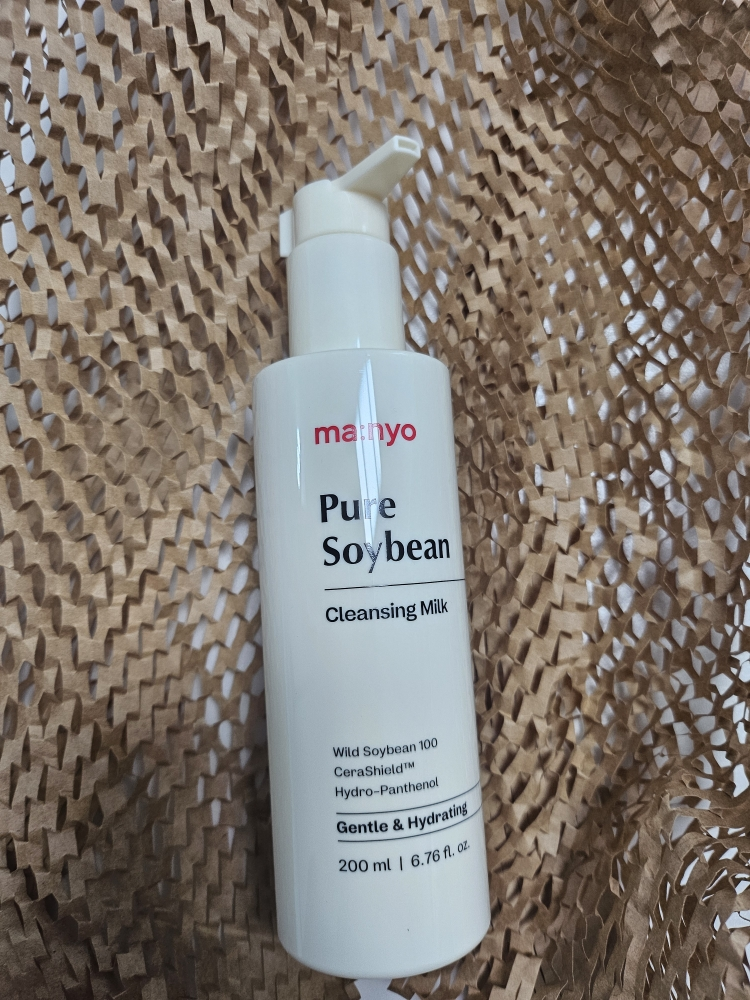 ma:nyo
Pure
Soybean
Cleansing Milk
Wild Soybean 100
CeraShield™
Hydro-Panthenol
Gentle & Hydrating
200 ml | 6.76 fl. oz.